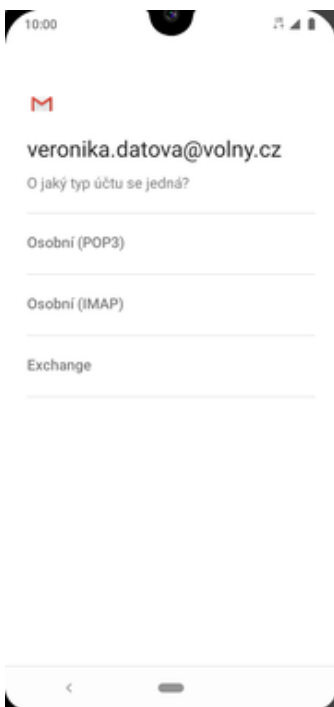 10:00
veronika.datova@volny.cz
O jaký typ účtu se jedná?
Osobní (POP3)
Osobní (IMAP)
Exchange